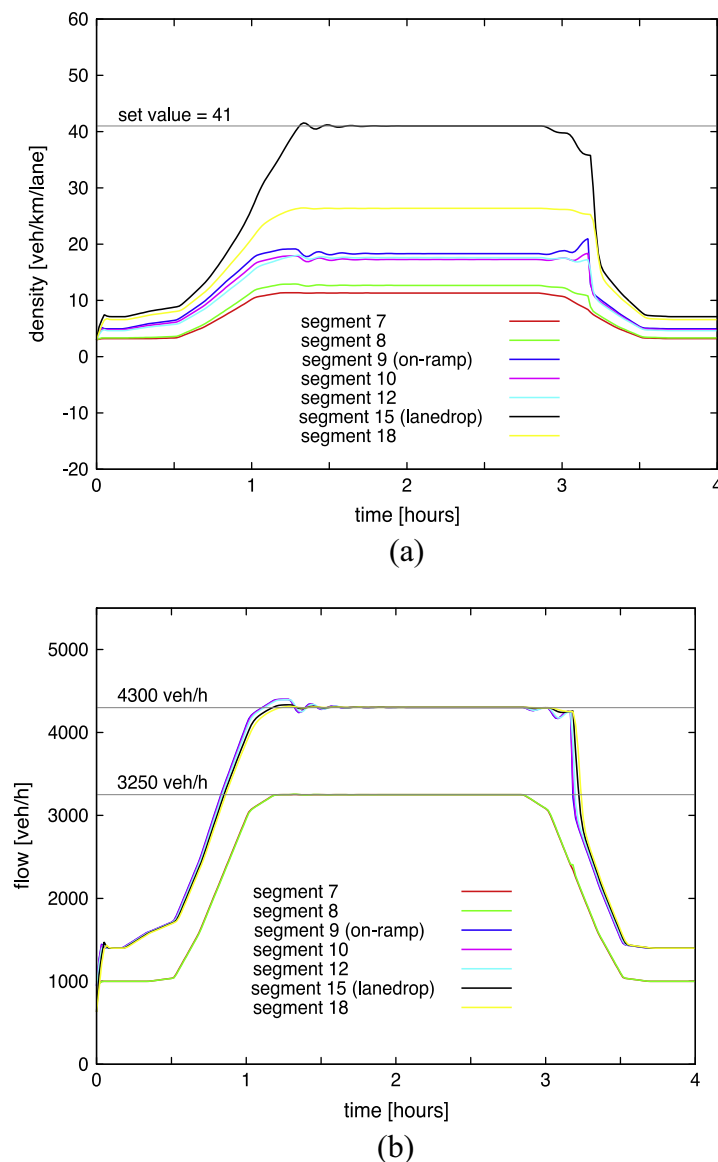 60
50
set value = 41
40
30
20
10
0
-10
-20
density [veh/km/lane]
segment 7
segment 8
segment 9 (on-ramp)
segment 10
segment 12
segment 15 (lanedrop)
segment 18
0 1 2 3 4
time [hours]
(a)
5000
4300 veh/h
4000
3250 veh/h
3000
2000
1000
0
flow [veh/h]
segment 7
segment 8
segment 9 (on-ramp)
segment 10
segment 12
segment 15 (lanedrop)
segment 18
0 1 2 3 4
time [hours]
(b)